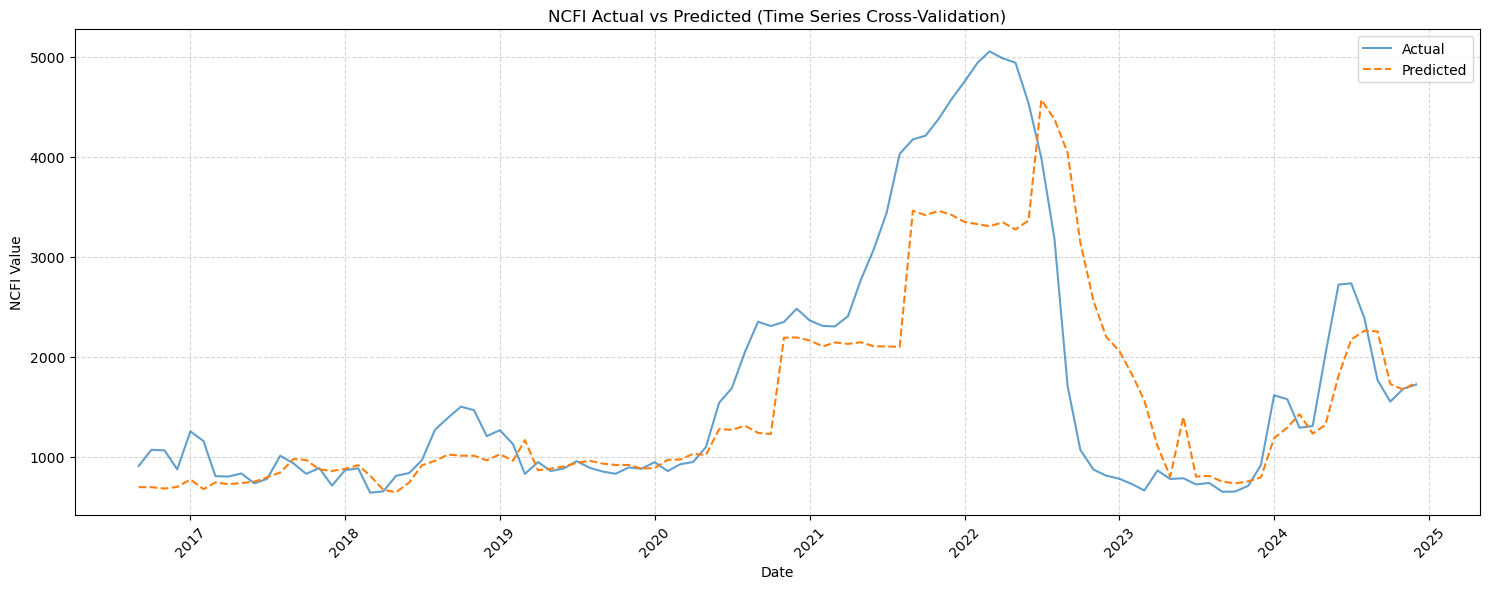 NCFI Actual vs Predicted (Time Series Cross-Validation)
Actual
Predicted
NCFI Value
5000
4000
3000
2000
1000
2017
2018
2019
2020
2021
2022
2023
2024
2025
Date